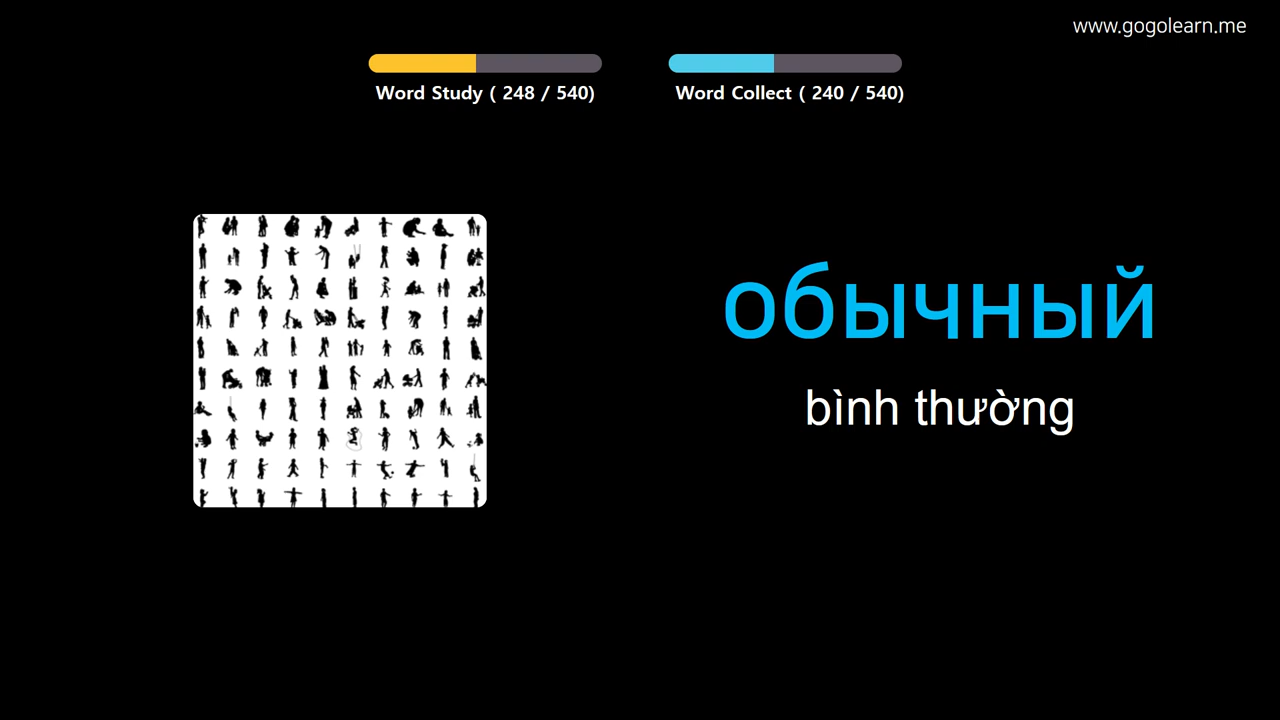 www.gogolearn.me
Word Study ( 248 / 540)
Word Collect ( 240 / 540)
обычный
bình thường